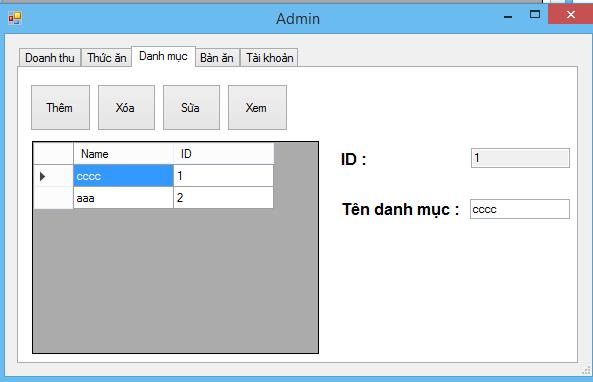 Admin
Doanh thu Thức ăn Danh mục Bàn ăn Tài khoản
Thêm Xóa Sửa Xem
Name ID
cccc 1
aaa 2
ID : 1
Tên danh mục : cccc